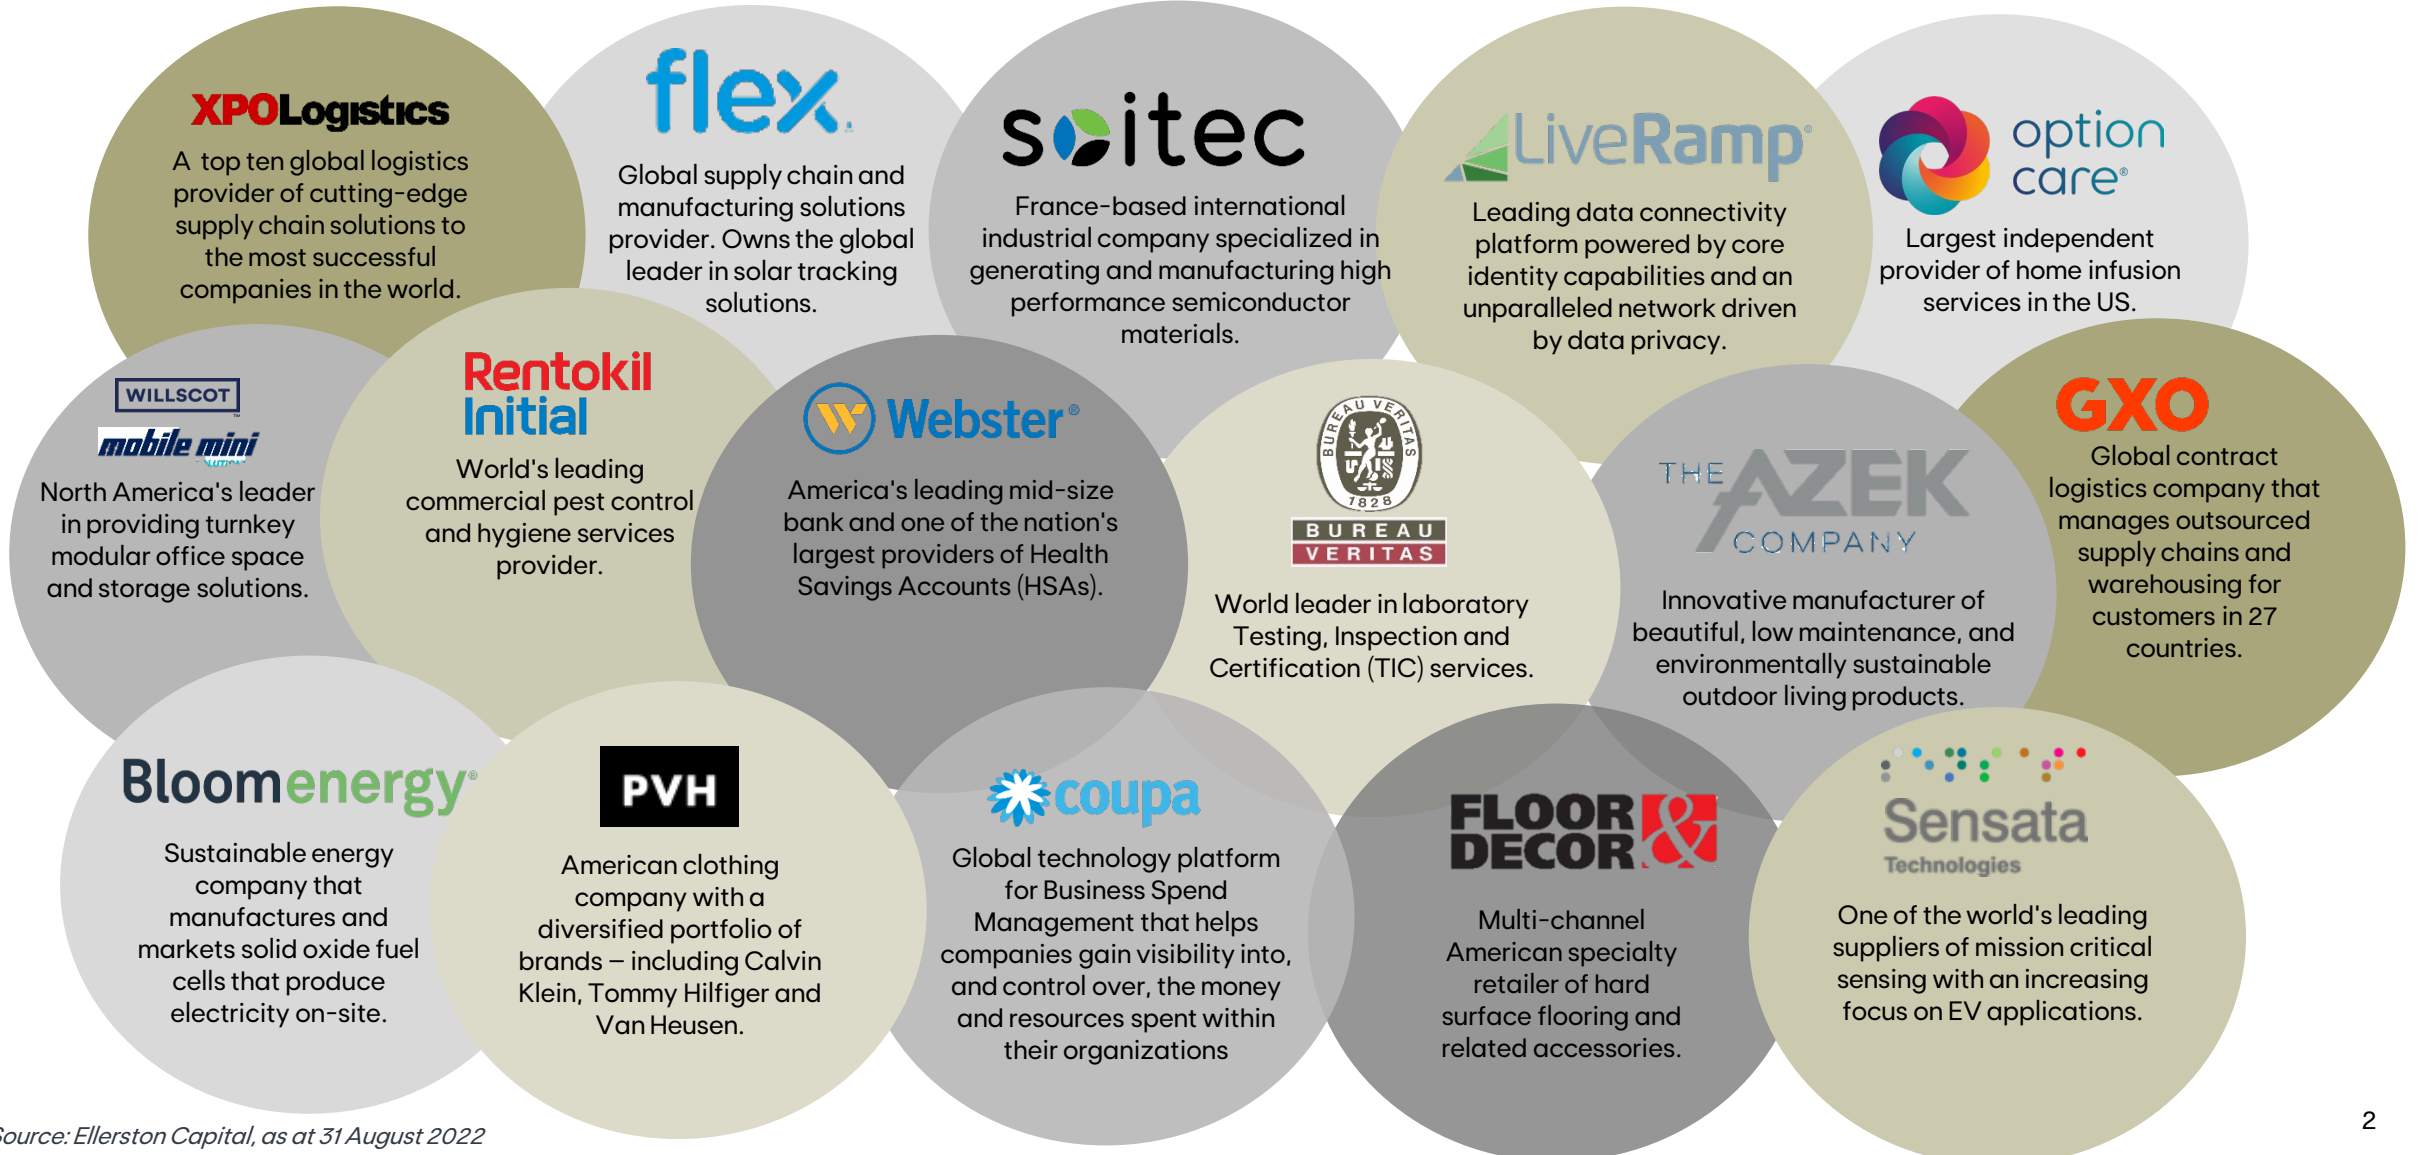 XPOLogistics
A top ten global logistics
provider of cutting-edge
supply chain solutions to
the most successful
companies in the world.
flex.
Global supply chain and
manufacturing solutions
provider. Owns the global
leader in solar tracking
solutions.
soitec
France-based international
industrial company specialized in
generating and manufacturing high
performance semiconductor
materials.
LiveRamp®
Leading data connectivity
platform powered by core
identity capabilities and an
unparalleled network driven
by data privacy.
option
care®
Largest independent
provider of home infusion
services in the US.
WILLSCOT
mobile mini
North America's leader
in providing turnkey
modular office space
and storage solutions.
Rentokil
Initial
World's leading
commercial pest control
and hygiene services
provider.
Webster®
America's leading mid-size
bank and one of the nation's
largest providers of Health
Savings Accounts (HSAs).
BUREAU VERITAS
1828
BUREAU
VERITAS
World leader in laboratory
Testing, Inspection and
Certification (TIC) services.
THE AZEK
COMPANY
Innovative manufacturer of
beautiful, low maintenance, and
environmentally sustainable
outdoor living products.
GXO
Global contract
logistics company that
manages outsourced
supply chains and
warehousing for
customers in 27
countries.
Bloomenergy®
Sustainable energy
company that
manufactures and
markets solid oxide fuel
cells that produce
electricity on-site.
PVH
American clothing
company with a
diversified portfolio of
brands – including Calvin
Klein, Tommy Hilfiger and
Van Heusen.
coupa
Global technology platform
for Business Spend
Management that helps
companies gain visibility into,
and control over, the money
and resources spent within
their organizations
FLOOR &
DECOR
Multi-channel
American specialty
retailer of hard
surface flooring and
related accessories.
Sensata
Technologies
One of the world's leading
suppliers of mission critical
sensing with an increasing
focus on EV applications.
Source: Ellerston Capital, as at 31 August 2022
2